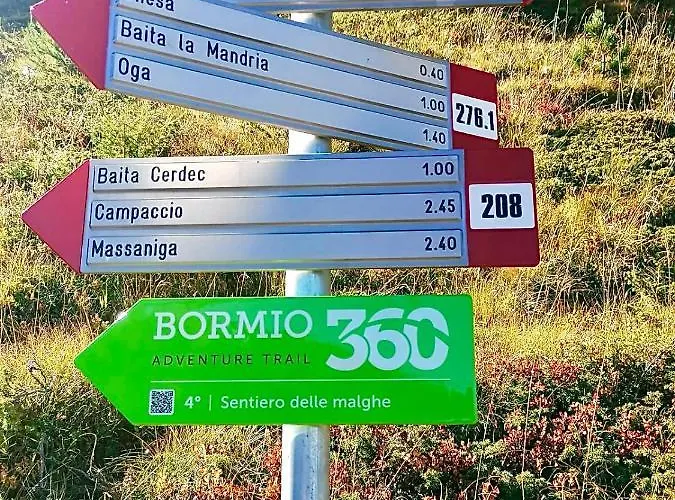 Baita la Mandria 0.40
Oga 1.00
1.40
276.1
Baita Cerdec 1.00
Campaccio 2.45
Massaniga 2.40
208
BORMIO 360
ADVENTURE TRAIL
4° | Sentiero delle malghe